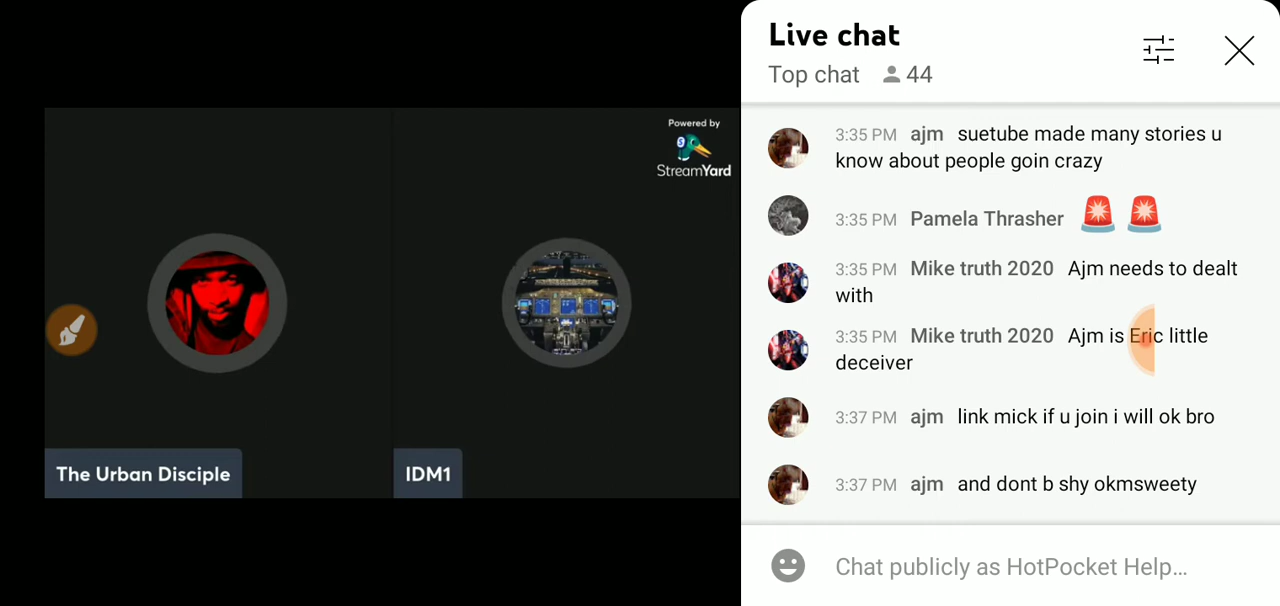 Powered by
StreamYard
The Urban Disciple
IDM1
Live chat
Top chat 44
3:35 PM ajm suetube made many stories u
know about people goin crazy
3:35 PM Pamela Thrasher 🚨 🚨
3:35 PM Mike truth 2020 Ajm needs to dealt
with
3:35 PM Mike truth 2020 Ajm is Eric little
deceiver
3:37 PM ajm link mick if u join i will ok bro
3:37 PM ajm and dont b shy okmsweety
Chat publicly as HotPocket Help...